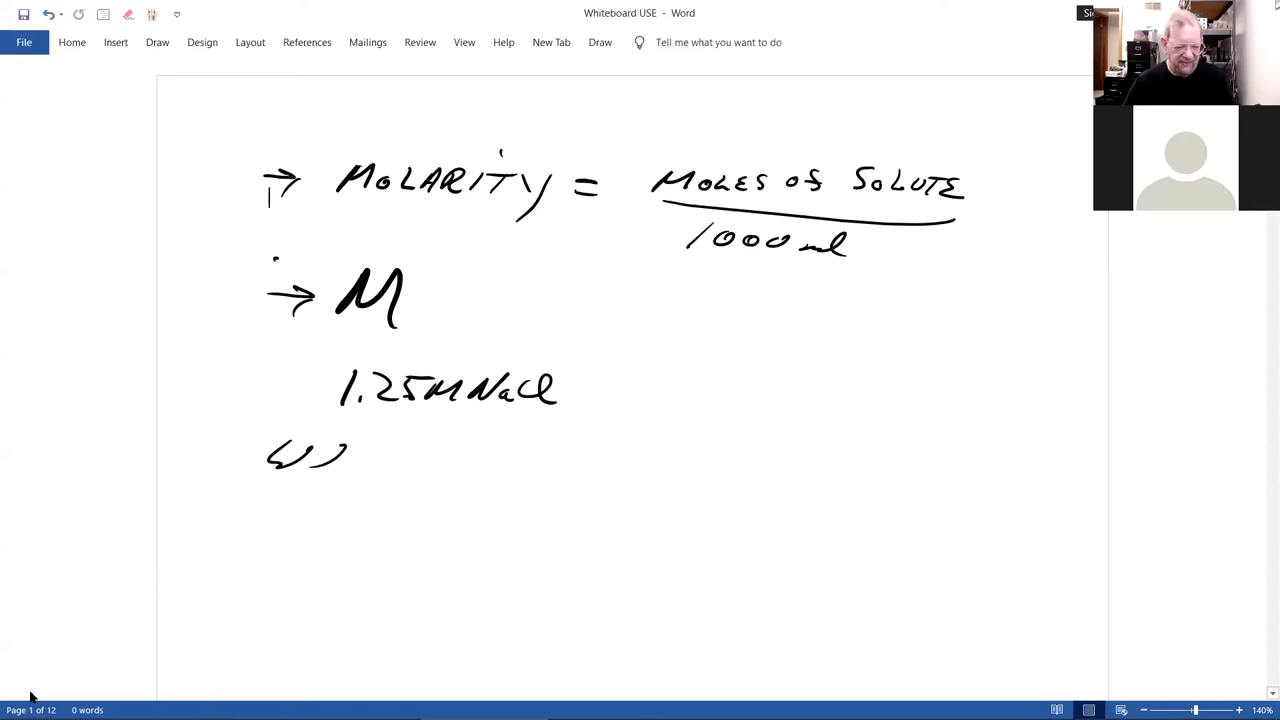 Whiteboard USE - Word
Si
File Home Insert Draw Design Layout References Mailings Review View Help New Tab Draw Tell me what you want to do
→ MOLARITY = MOLES OF SOLUTE
1000 ml
→ M
1.25M NaCl
Page 1 of 12 0 words 140%